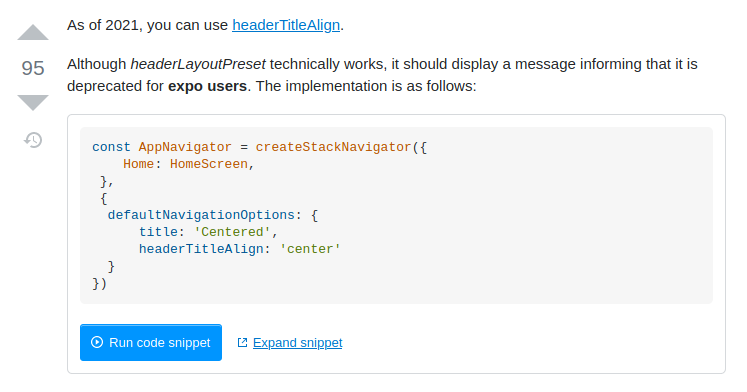 As of 2021, you can use headerTitleAlign.
95
Although headerLayoutPreset technically works, it should display a message informing that it is
deprecated for expo users. The implementation is as follows:
const AppNavigator = createStackNavigator({
    Home: HomeScreen,
 },
 {
  defaultNavigationOptions: {
      title: 'Centered',
      headerTitleAlign: 'center'
  }
})
Run code snippet
Expand snippet